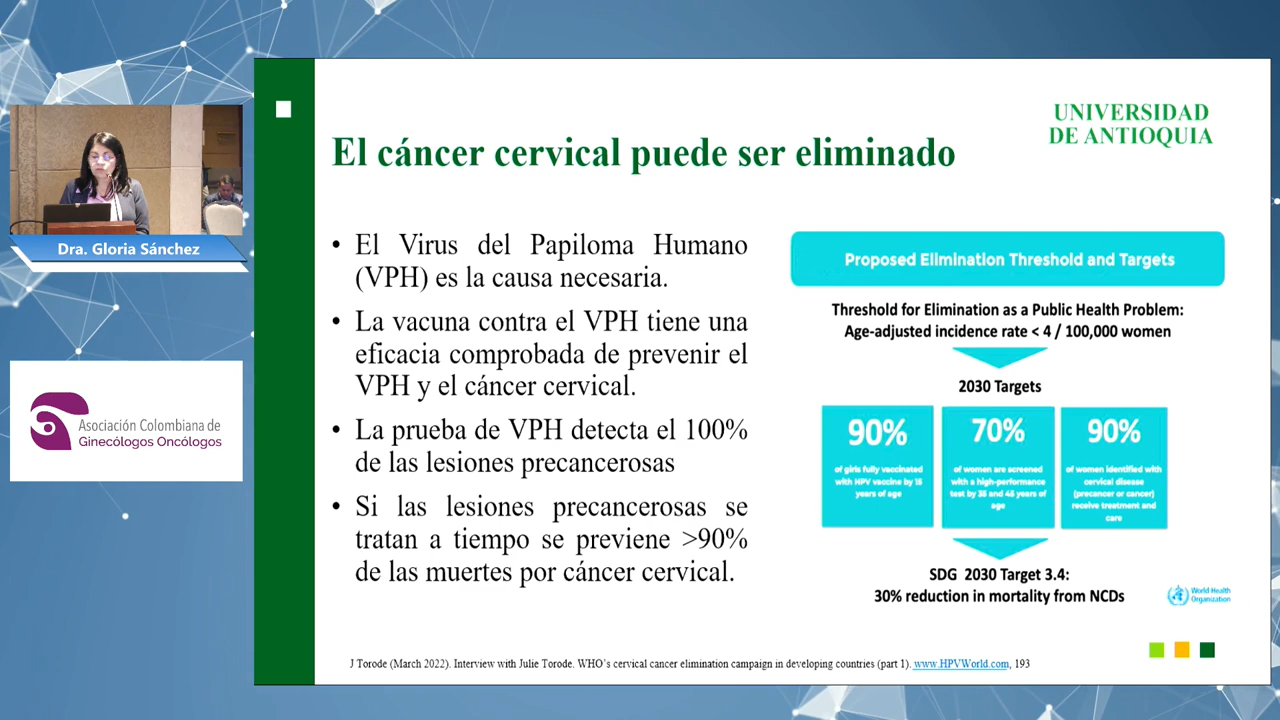 UNIVERSIDAD
DE ANTIOQUIA
El cáncer cervical puede ser eliminado
Dra. Gloria Sánchez
Asociación Colombiana de
Ginecólogos Oncólogos
• El Virus del Papiloma Humano
(VPH) es la causa necesaria.
• La vacuna contra el VPH tiene una
eficacia comprobada de prevenir el
VPH y el cáncer cervical.
• La prueba de VPH detecta el 100%
de las lesiones precancerosas
• Si las lesiones precancerosas se
tratan a tiempo se previene >90%
de las muertes por cáncer cervical.
Proposed Elimination Threshold and Targets
Threshold for Elimination as a Public Health Problem:
Age-adjusted incidence rate < 4 / 100,000 women
2030 Targets
90%
of girls fully vaccinated
with HPV vaccine by 15
years of age
70%
of women are screened
with a high-performance
test by 35 and 45 years of
age
90%
of women identified with
cervical disease
(precancer or cancer)
receive treatment and
care
SDG 2030 Target 3.4:
30% reduction in mortality from NCDs
World Health
Organization
J Torode (March 2022). Interview with Julie Torode. WHO's cervical cancer elimination campaign in developing countries (part 1). www.HPVWorld.com, 193